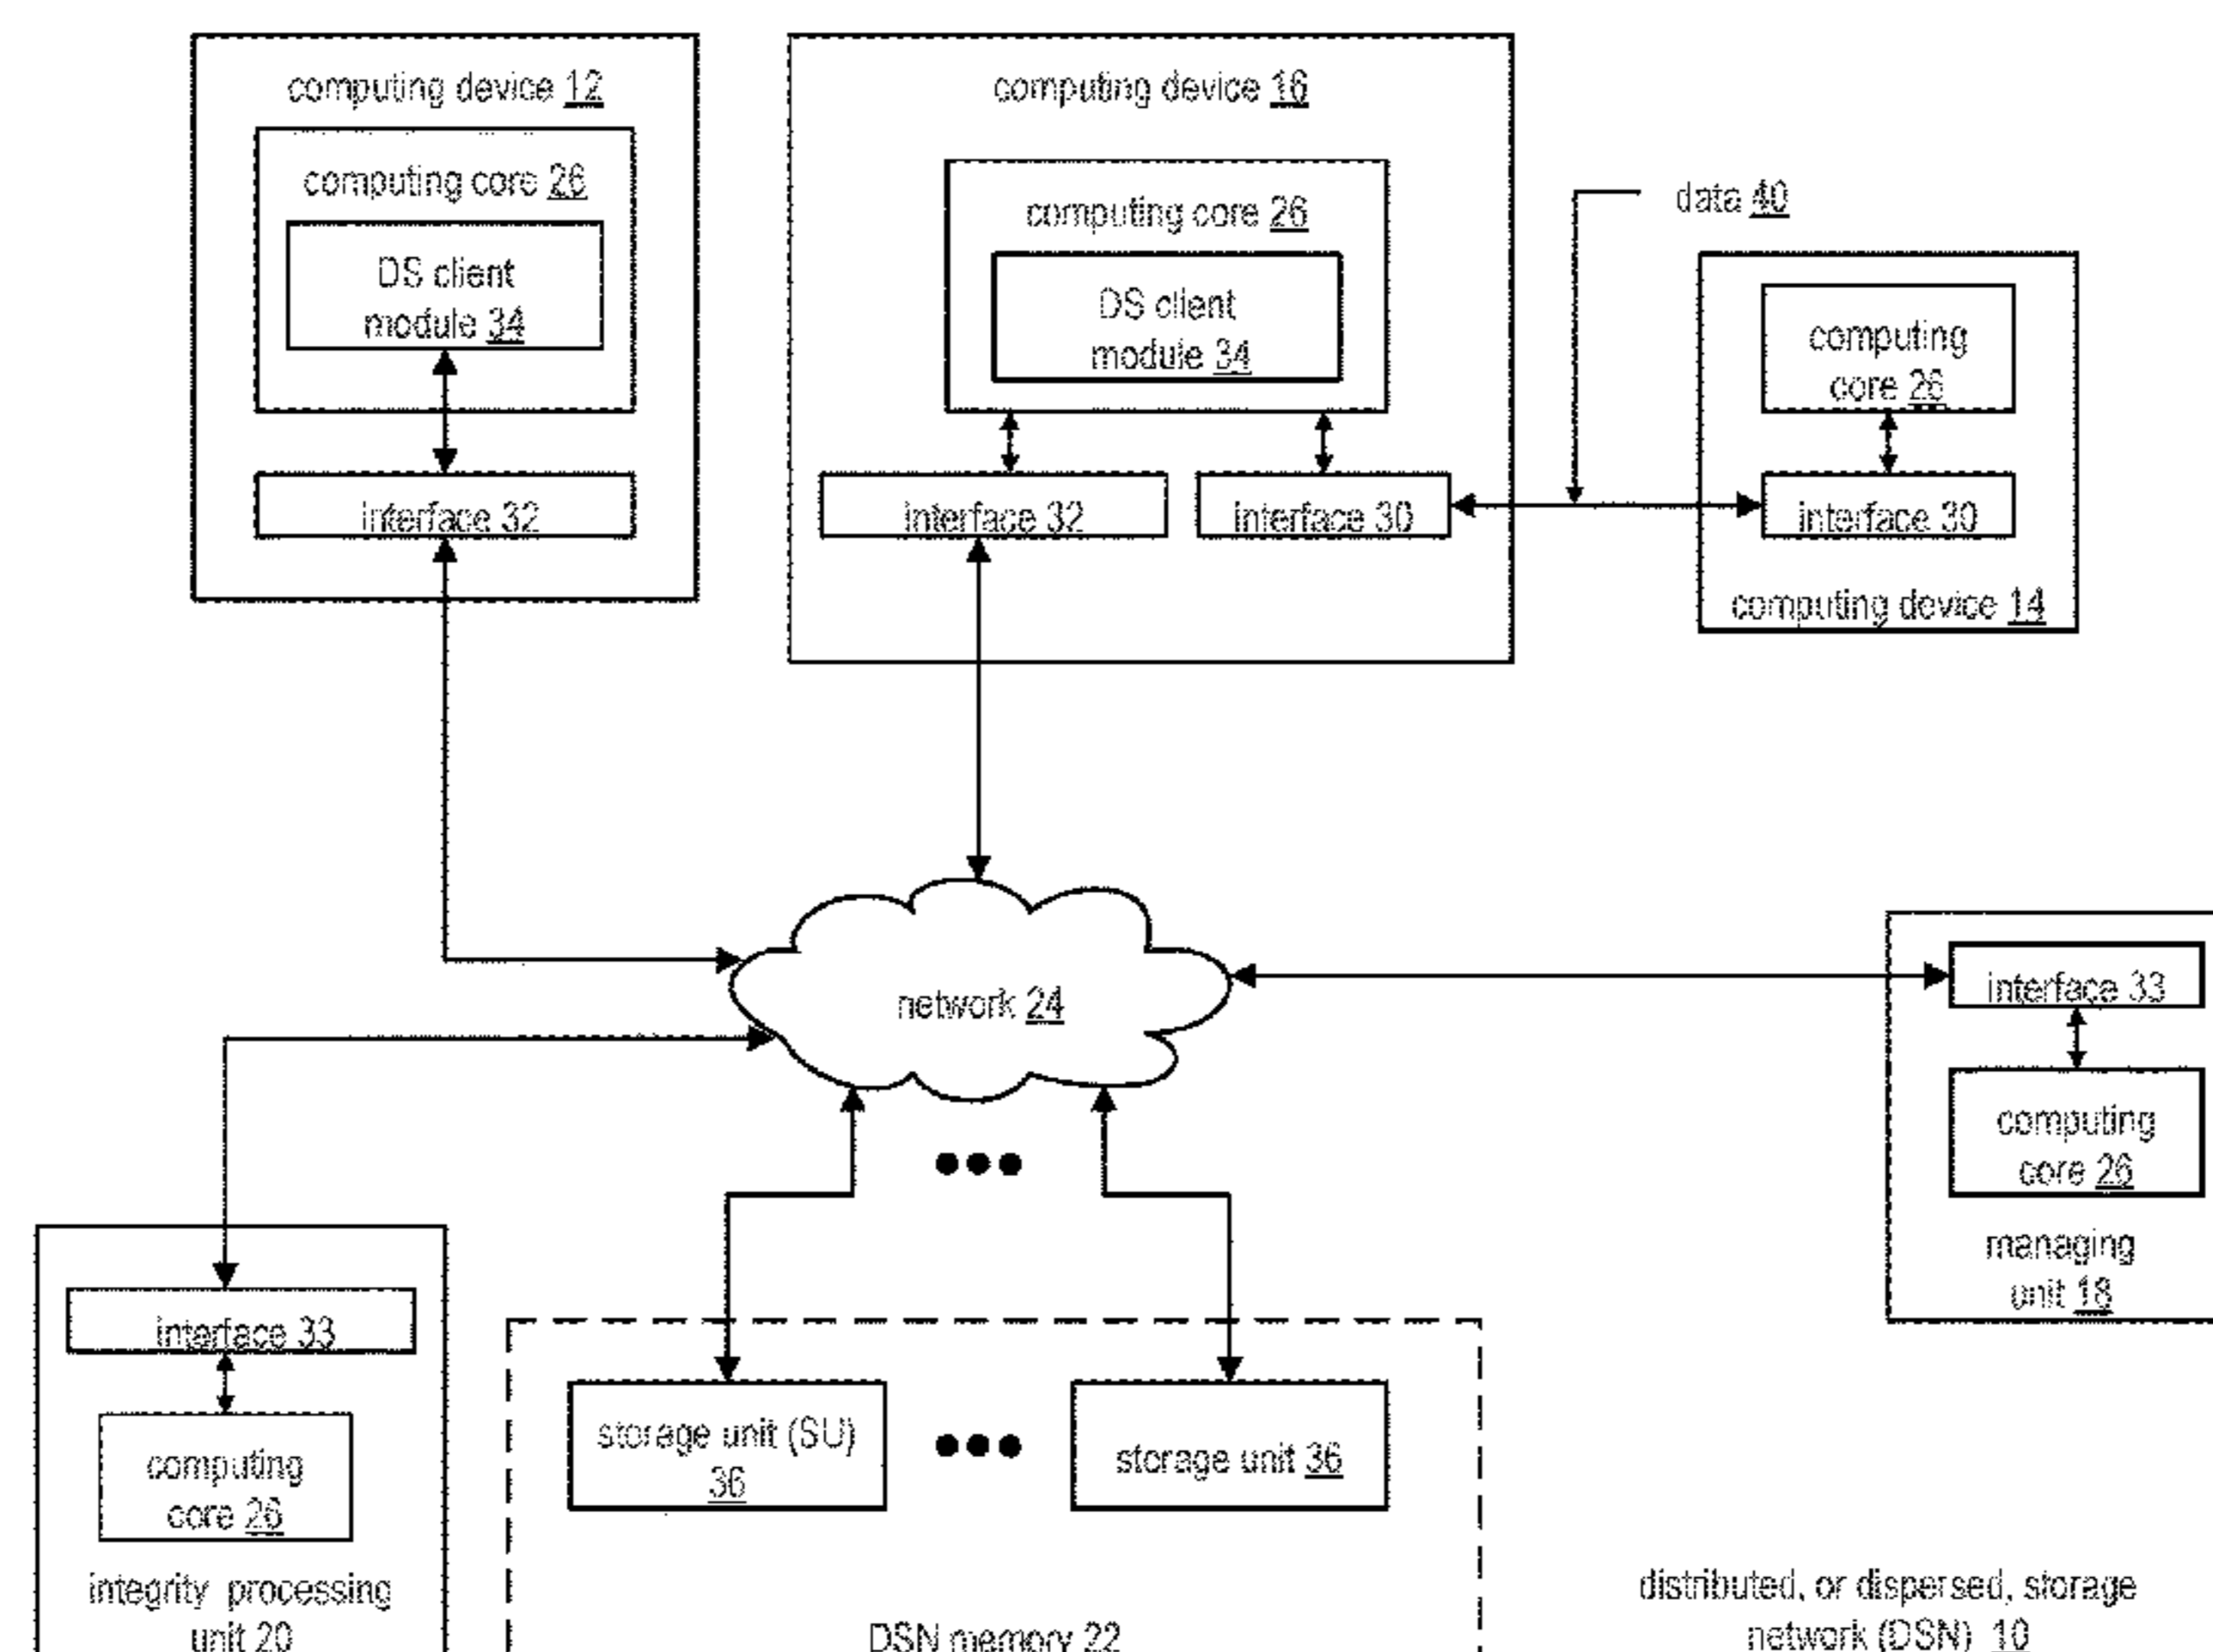 computing device 12
computing core 26
DS client
module 34
interface 32
computing device 16
computing core 26
DS client
module 34
interface 32
interface 30
data 40
computing
core 26
interface 30
computing device 14
network 24
interface 33
computing
core 26
managing
unit 18
interface 33
computing
core 26
integrity processing
unit 20
storage unit (SU)
36
storage unit 36
DSN memory 22
distributed, or dispersed, storage
network (DSN) 10